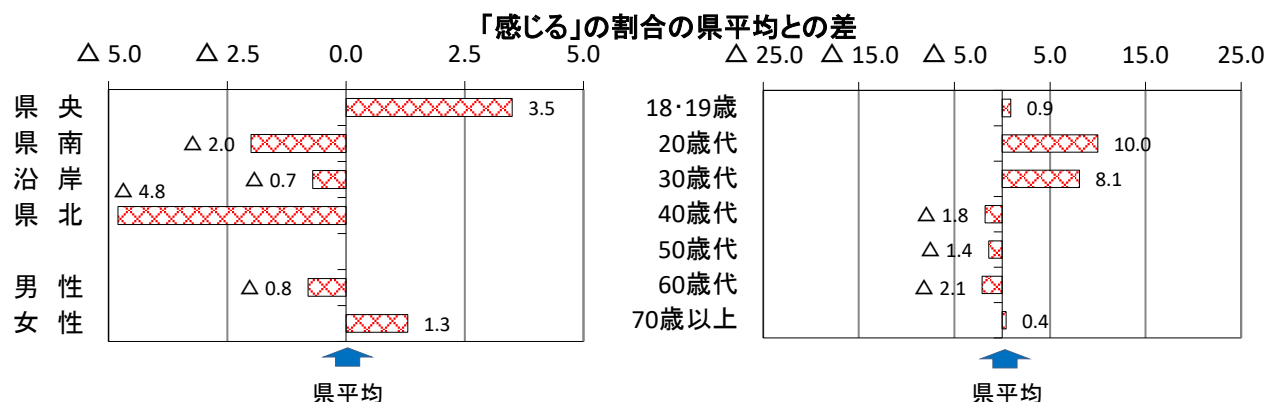 「感じる」の割合の県平均との差
△ 5.0 △ 2.5 0.0 2.5 5.0
県 央 3.5
県 南 △ 2.0
沿 岸 △ 0.7
県 北 △ 4.8
男 性 △ 0.8
女 性 1.3
県平均
△ 25.0 △ 15.0 △ 5.0 5.0 15.0 25.0
18・19歳 0.9
20歳代 10.0
30歳代 8.1
40歳代 △ 1.8
50歳代 △ 1.4
60歳代 △ 2.1
70歳以上 0.4
県平均